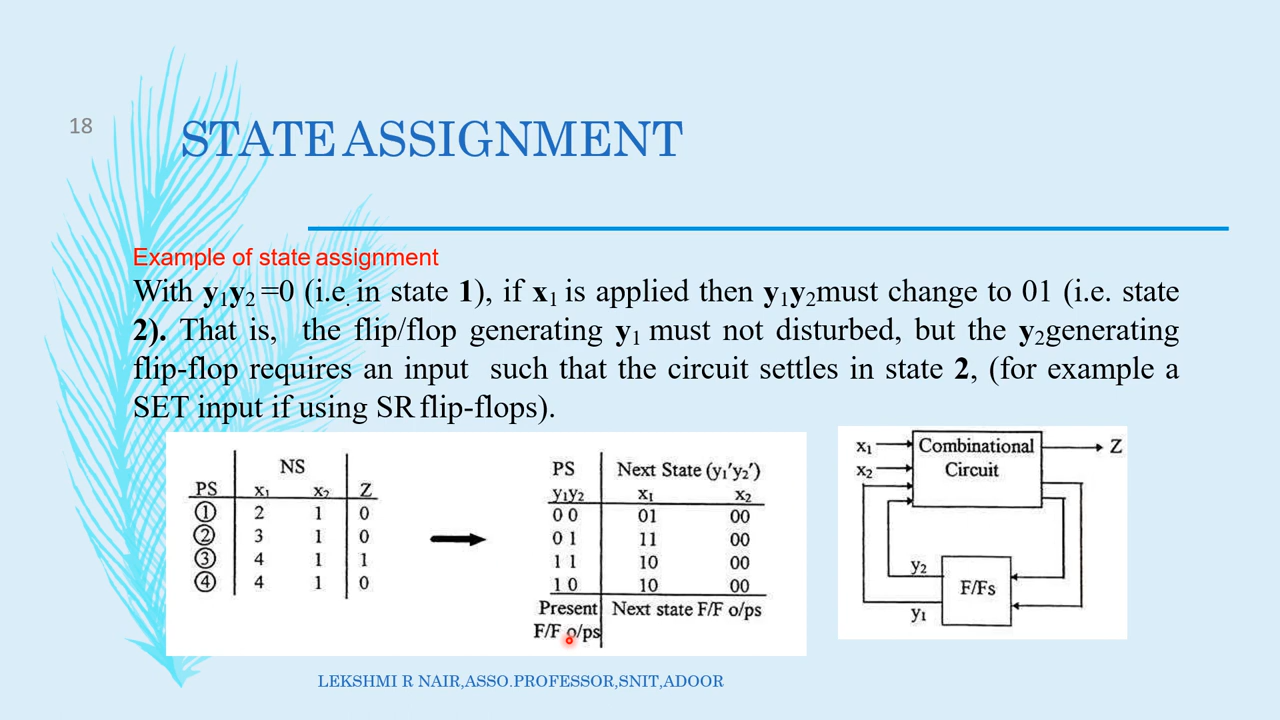 18
STATE ASSIGNMENT
Example of state assignment
With y₁y₂ =0 (i.e. in state 1), if x₁ is applied then y₁y₂must change to 01 (i.e. state
2). That is, the flip/flop generating y₁ must not disturbed, but the y₂generating
flip-flop requires an input such that the circuit settles in state 2, (for example a
SET input if using SR flip-flops).
NS
PS x₁ x₂ Z
① 2 1 0
② 3 1 0
③ 4 1 1
④ 4 1 0
PS Next State (y₁'y₂')
y₁y₂ x₁ x₂
0 0 01 00
0 1 11 00
1 1 10 00
1 0 10 00
Present Next state F/F o/ps
F/F o/ps
x₁ Combinational Z
x₂ Circuit
y₂
F/Fs
y₁
LEKSHMI R NAIR,ASSO.PROFESSOR,SNIT,ADOOR